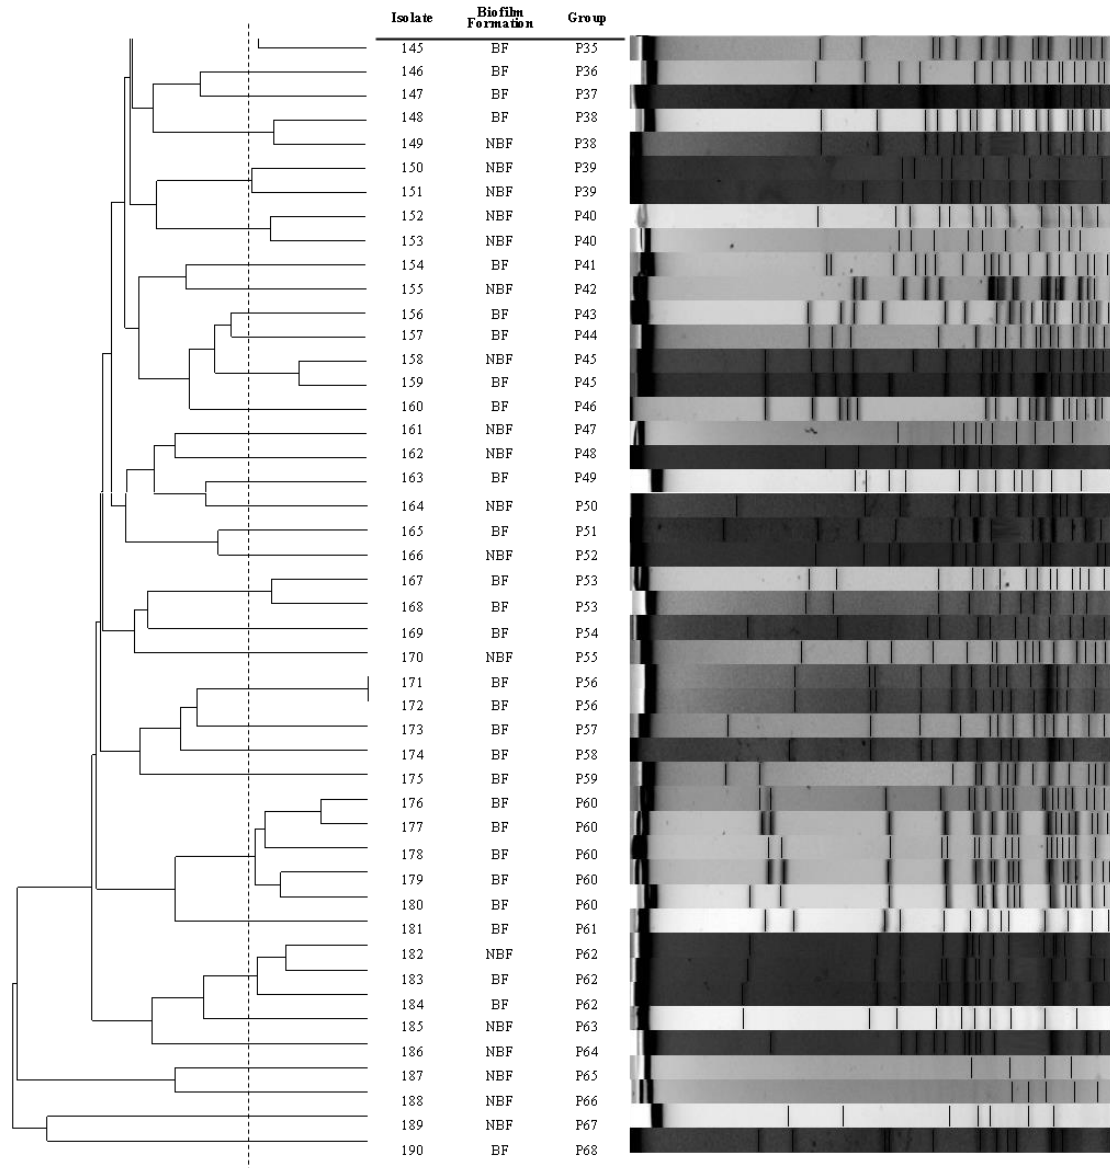 Isolate Biofilm Formation Group
145 BF P35
146 BF P36
147 BF P37
148 BF P38
149 NBF P38
150 NBF P39
151 NBF P39
152 NBF P40
153 NBF P40
154 BF P41
155 NBF P42
156 BF P43
157 BF P44
158 NBF P45
159 BF P45
160 BF P46
161 NBF P47
162 NBF P48
163 BF P49
164 NBF P50
165 BF P51
166 NBF P52
167 BF P53
168 BF P53
169 BF P54
170 NBF P55
171 BF P56
172 BF P56
173 BF P57
174 BF P58
175 BF P59
176 BF P60
177 BF P60
178 BF P60
179 BF P60
180 BF P60
181 BF P61
182 NBF P62
183 BF P62
184 BF P62
185 NBF P63
186 NBF P64
187 NBF P65
188 NBF P66
189 NBF P67
190 BF P68